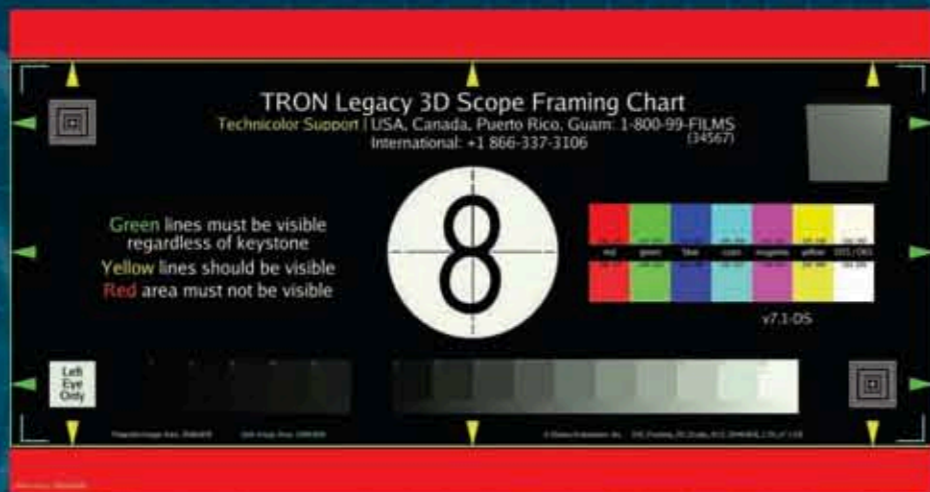 TRON Legacy 3D Scope Framing Chart
Technicolor Support | USA, Canada, Puerto Rico, Guam: 1-800-99-FILMS
(34567)
International: +1 866-337-3106
8
Green lines must be visible
regardless of keystone
Yellow lines should be visible
Red area must not be visible
red green blue cyan magenta yellow
v7.1-DS
Left
Eye
Only